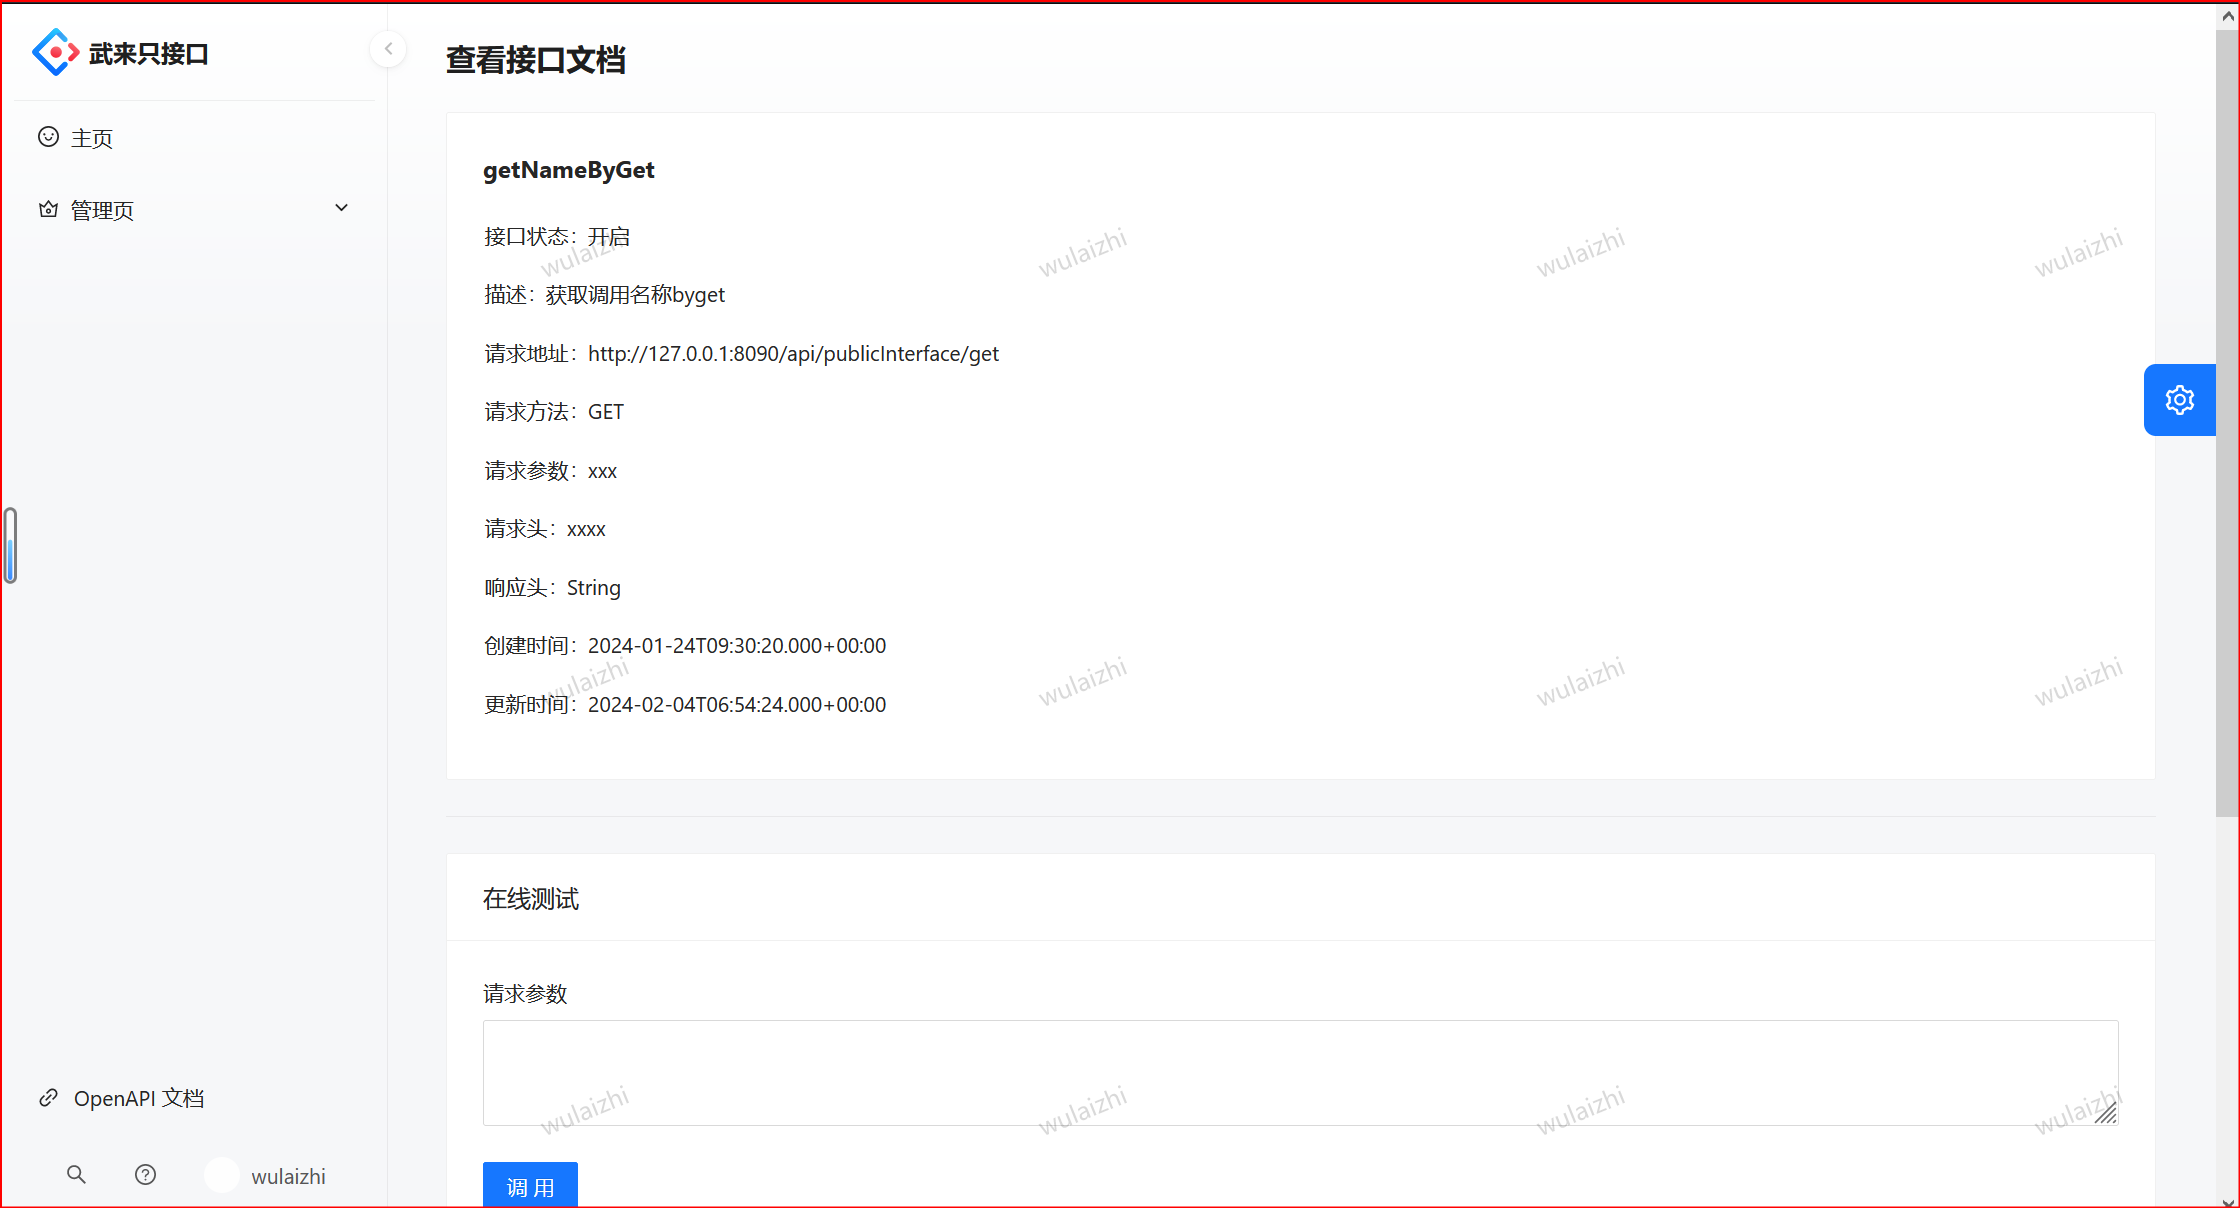 武来只接口
主页
管理页
OpenAPI 文档
wulaizhi
查看接口文档
getNameByGet
接口状态：开启
描述：获取调用名称byget
请求地址：http://127.0.0.1:8090/api/publicInterface/get
请求方法：GET
请求参数：xxx
请求头：xxxx
响应头：String
创建时间：2024-01-24T09:30:20.000+00:00
更新时间：2024-02-04T06:54:24.000+00:00
wulaizhi wulaizhi wulaizhi wulaizhi
wulaizhi wulaizhi wulaizhi wulaizhi
在线测试
请求参数
wulaizhi wulaizhi wulaizhi wulaizhi
调 用